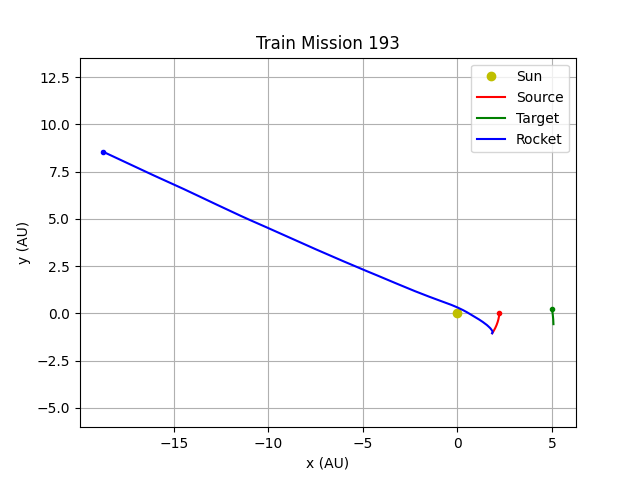 Train Mission 193
Sun
Source
Target
Rocket
12.5
10.0
7.5
5.0
2.5
0.0
−2.5
−5.0
y (AU)
−15
−10
−5
0
5
x (AU)